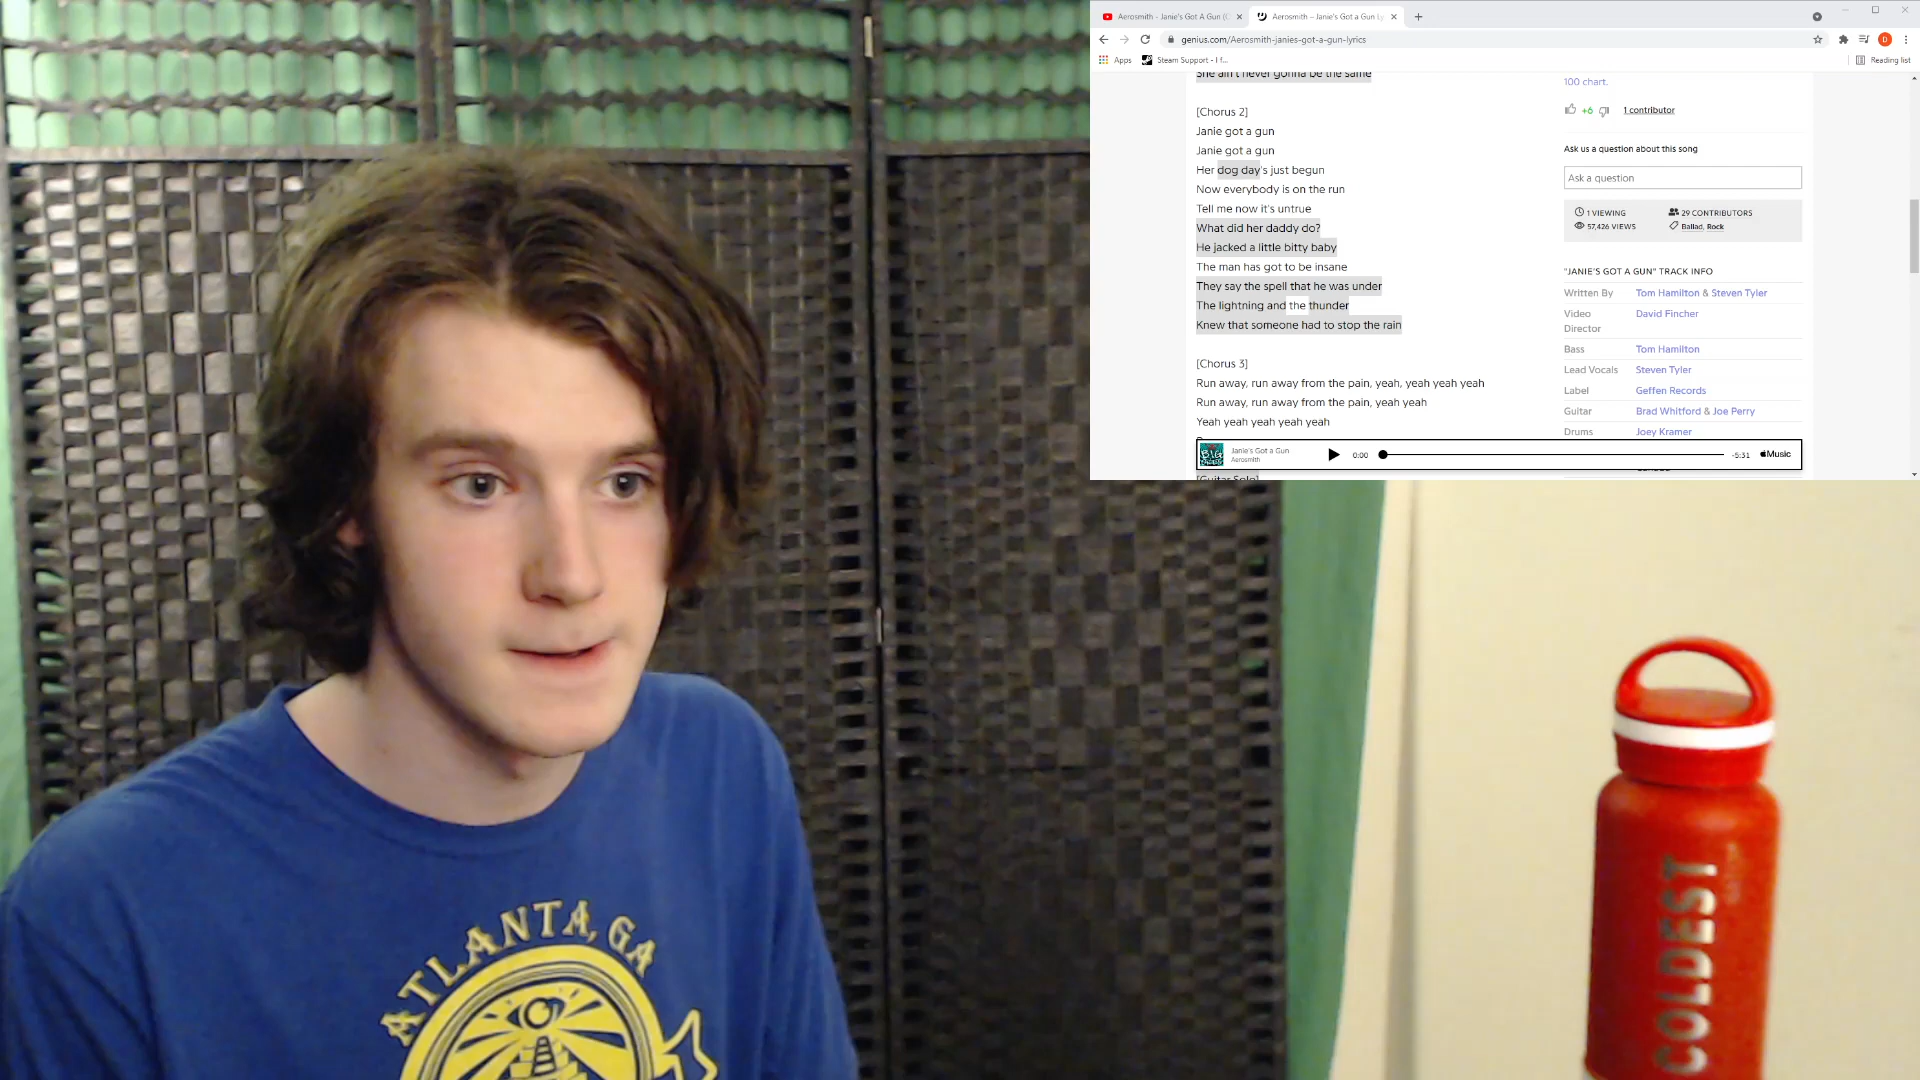 Aerosmith - Janie's Got A Gun (
Aerosmith – Janie's Got a Gun Ly
genius.com/Aerosmith-janies-got-a-gun-lyrics
D
Apps
Steam Support - I f...
Reading list
She ain't never gonna be the same
[Chorus 2]
Janie got a gun
Janie got a gun
Her dog day's just begun
Now everybody is on the run
Tell me now it's untrue
What did her daddy do?
He jacked a little bitty baby
The man has got to be insane
They say the spell that he was under
The lightning and the thunder
Knew that someone had to stop the rain
[Chorus 3]
Run away, run away from the pain, yeah, yeah yeah yeah
Run away, run away from the pain, yeah yeah
Yeah yeah yeah yeah yeah
[Guitar Solo]
100 chart.
+6
1 contributor
Ask us a question about this song
Ask a question
1 VIEWING
29 CONTRIBUTORS
57,426 VIEWS
Ballad, Rock
"JANIE'S GOT A GUN" TRACK INFO
Written By Tom Hamilton & Steven Tyler
Video Director David Fincher
Bass Tom Hamilton
Lead Vocals Steven Tyler
Label Geffen Records
Guitar Brad Whitford & Joe Perry
Drums Joey Kramer
BIG
Janie's Got a Gun
Aerosmith
0:00
-5:31
Music
ATLANTA, GA
COLDEST